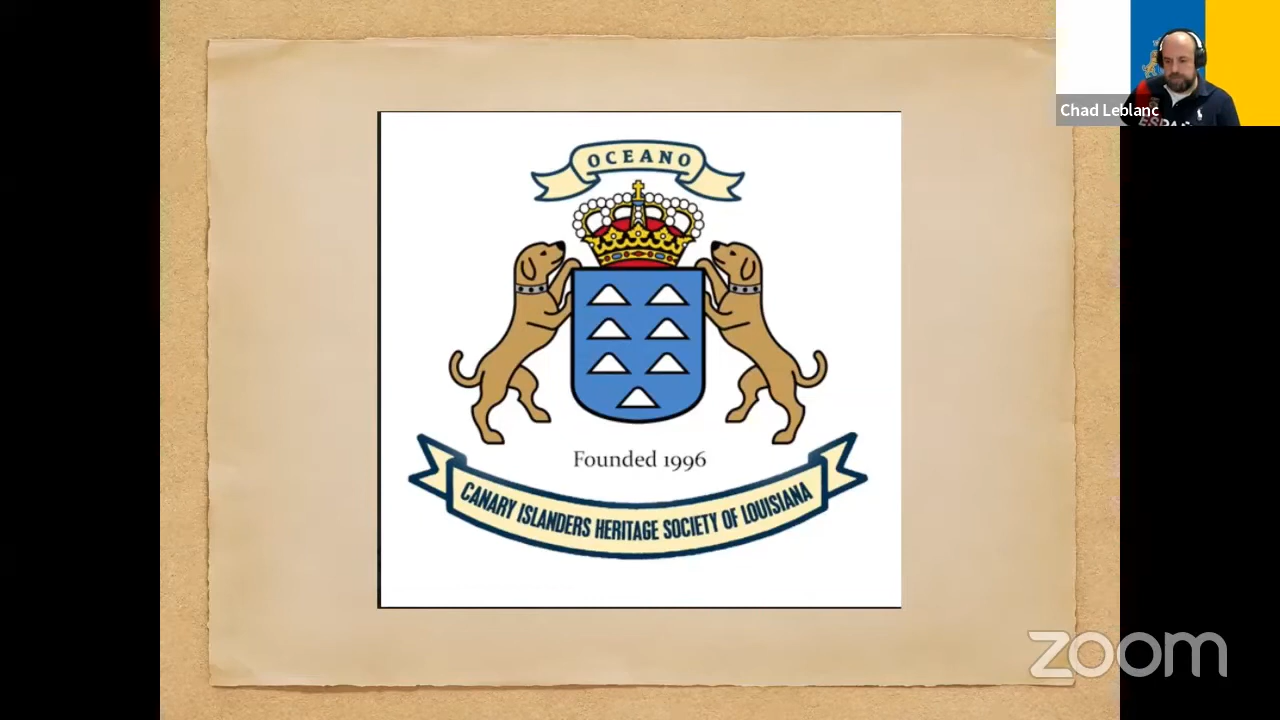 OCEANO
Founded 1996
CANARY ISLANDERS HERITAGE SOCIETY OF LOUISIANA
Chad Leblanc
zoom